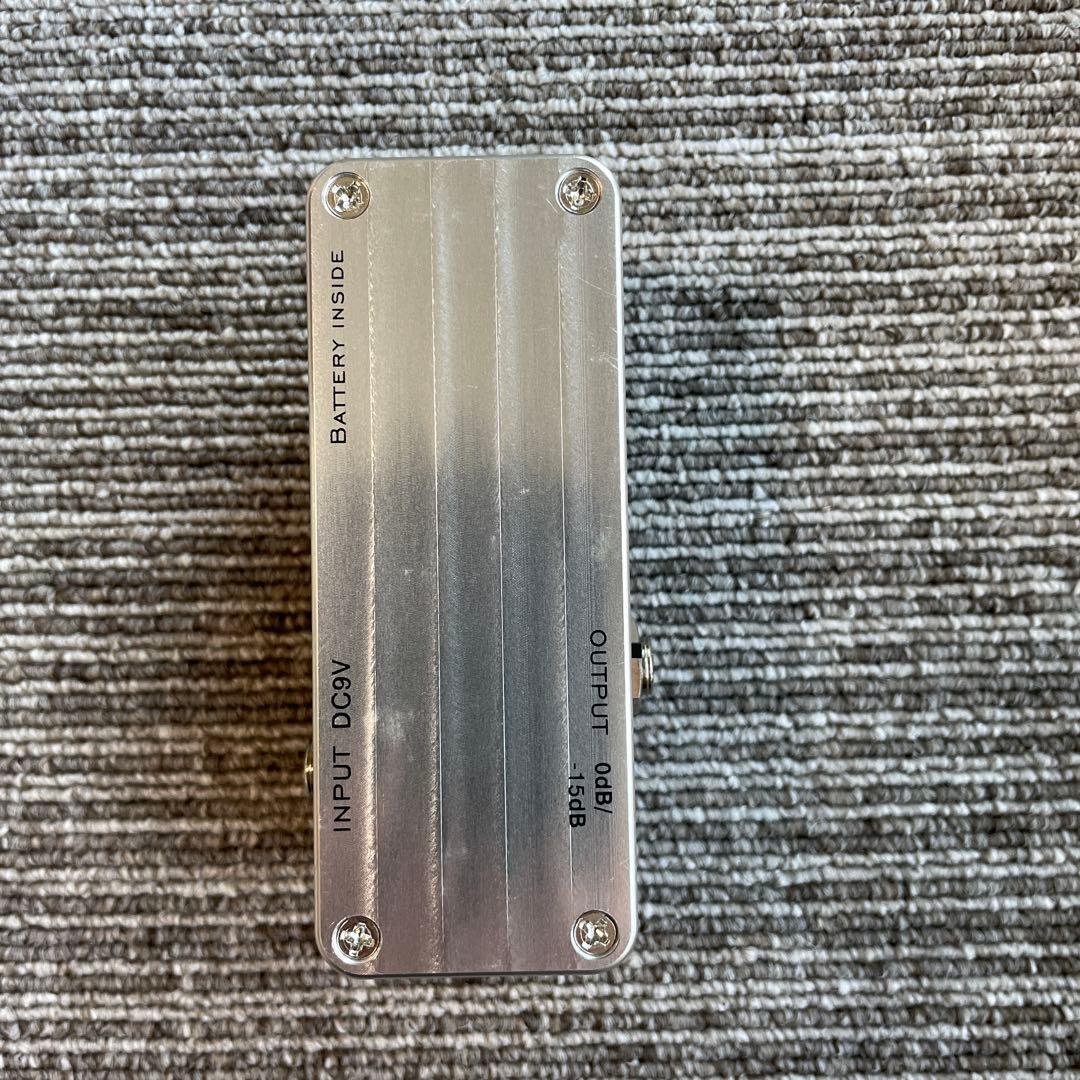 BATTERY INSIDE
INPUT DC9V
OUTPUT 0dB/
-15dB